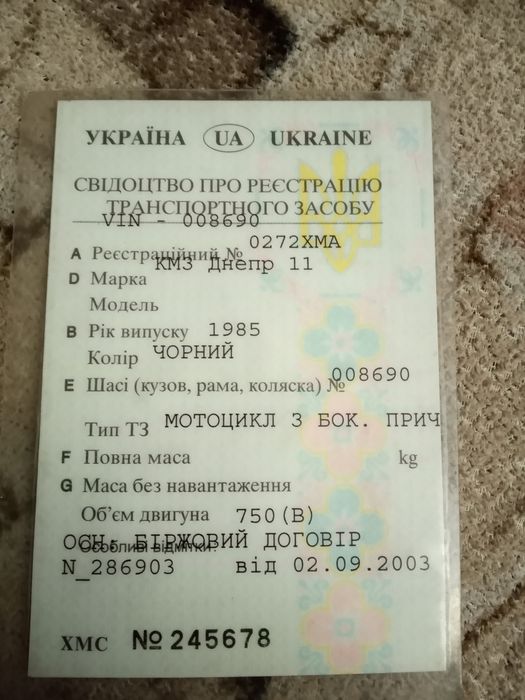 УКРАЇНА UA UKRAINE
СВІДОЦТВО ПРО РЕЄСТРАЦІЮ
ТРАНСПОРТНОГО ЗАСОБУ
VIN - 008690
A Реєстраційний № 0272ХМА
D Марка КМЗ Днепр 11
Модель
B Рік випуску 1985
Колір ЧОРНИЙ
E Шасі (кузов, рама, коляска) № 008690
Тип ТЗ МОТОЦИКЛ З БОК. ПРИЧ
F Повна маса kg
G Маса без навантаження
Об'єм двигуна 750(В)
Особливі відмітки:
ОСН: БІРЖОВИЙ ДОГОВІР
N_286903 від 02.09.2003
ХМС № 245678